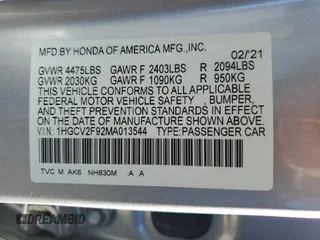 MFD.BY HONDA OF AMERICA MFG.,INC. 02/'21
GVWR 4475LBS GAWR F 2403LBS R 2094LBS
GVWR 2030KG GAWR F 1090KG R 950KG
THIS VEHICLE CONFORMS TO ALL APPLICABLE
FEDERAL MOTOR VEHICLE SAFETY, BUMPER,
AND THEFT PREVENTION STANDARDS IN EFFECT
ON THE DATE OF MANUFACTURE SHOWN ABOVE.
V.I.N: 1HGCV2F92MA013544 TYPE:PASSENGER CAR
TVC M AK6 NH830M .A .A
©DREAMBID